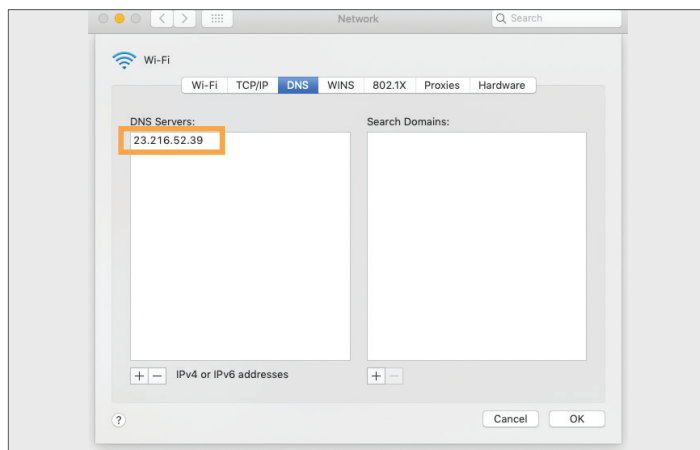 Network
Search
Wi-Fi
Wi-Fi TCP/IP DNS WINS 802.1X Proxies Hardware
DNS Servers:
23.216.52.39
Search Domains:
+ − IPv4 or IPv6 addresses
+ −
? Cancel OK